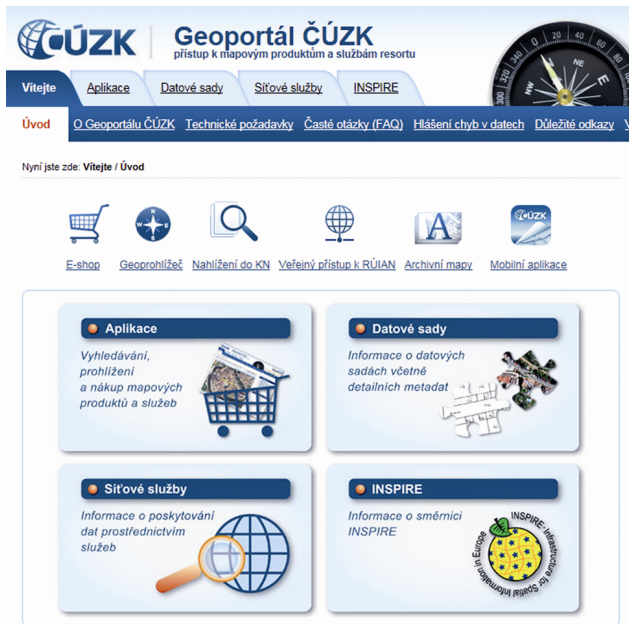 ČÚZK
Geoportál ČÚZK
přístup k mapovým produktům a službám resortu
Vítejte Aplikace Datové sady Síťové služby INSPIRE
Úvod O Geoportálu ČÚZK Technické požadavky Časté otázky (FAQ) Hlášení chyb v datech Důležité odkazy
Nyní jste zde: Vítejte / Úvod
ČÚZK
E-shop Geoprohlížeč Nahlížení do KN Veřejný přístup k RÚIAN Archivní mapy Mobilní aplikace
Aplikace
Vyhledávání,
prohlížení
a nákup mapových
produktů a služeb
Datové sady
Informace o datových
sadách včetně
detailních metadat
Síťové služby
Informace o poskytování
dat prostřednictvím
služeb
INSPIRE
Informace o směrnici
INSPIRE
INSPIRE: Infrastructure for Spatial Information in Europe